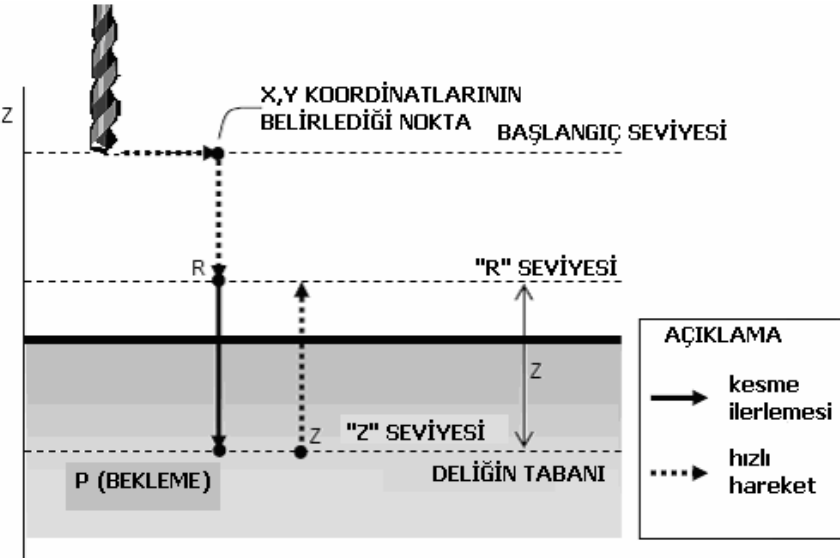 Z
X,Y KOORDİNATLARININ
BELİRLEDİĞİ NOKTA
BAŞLANGIÇ SEVİYESİ
R
"R" SEVİYESİ
Z
Z
"Z" SEVİYESİ
P (BEKLEME)
DELİĞİN TABANI
AÇIKLAMA
kesme
ilerlemesi
hızlı
hareket